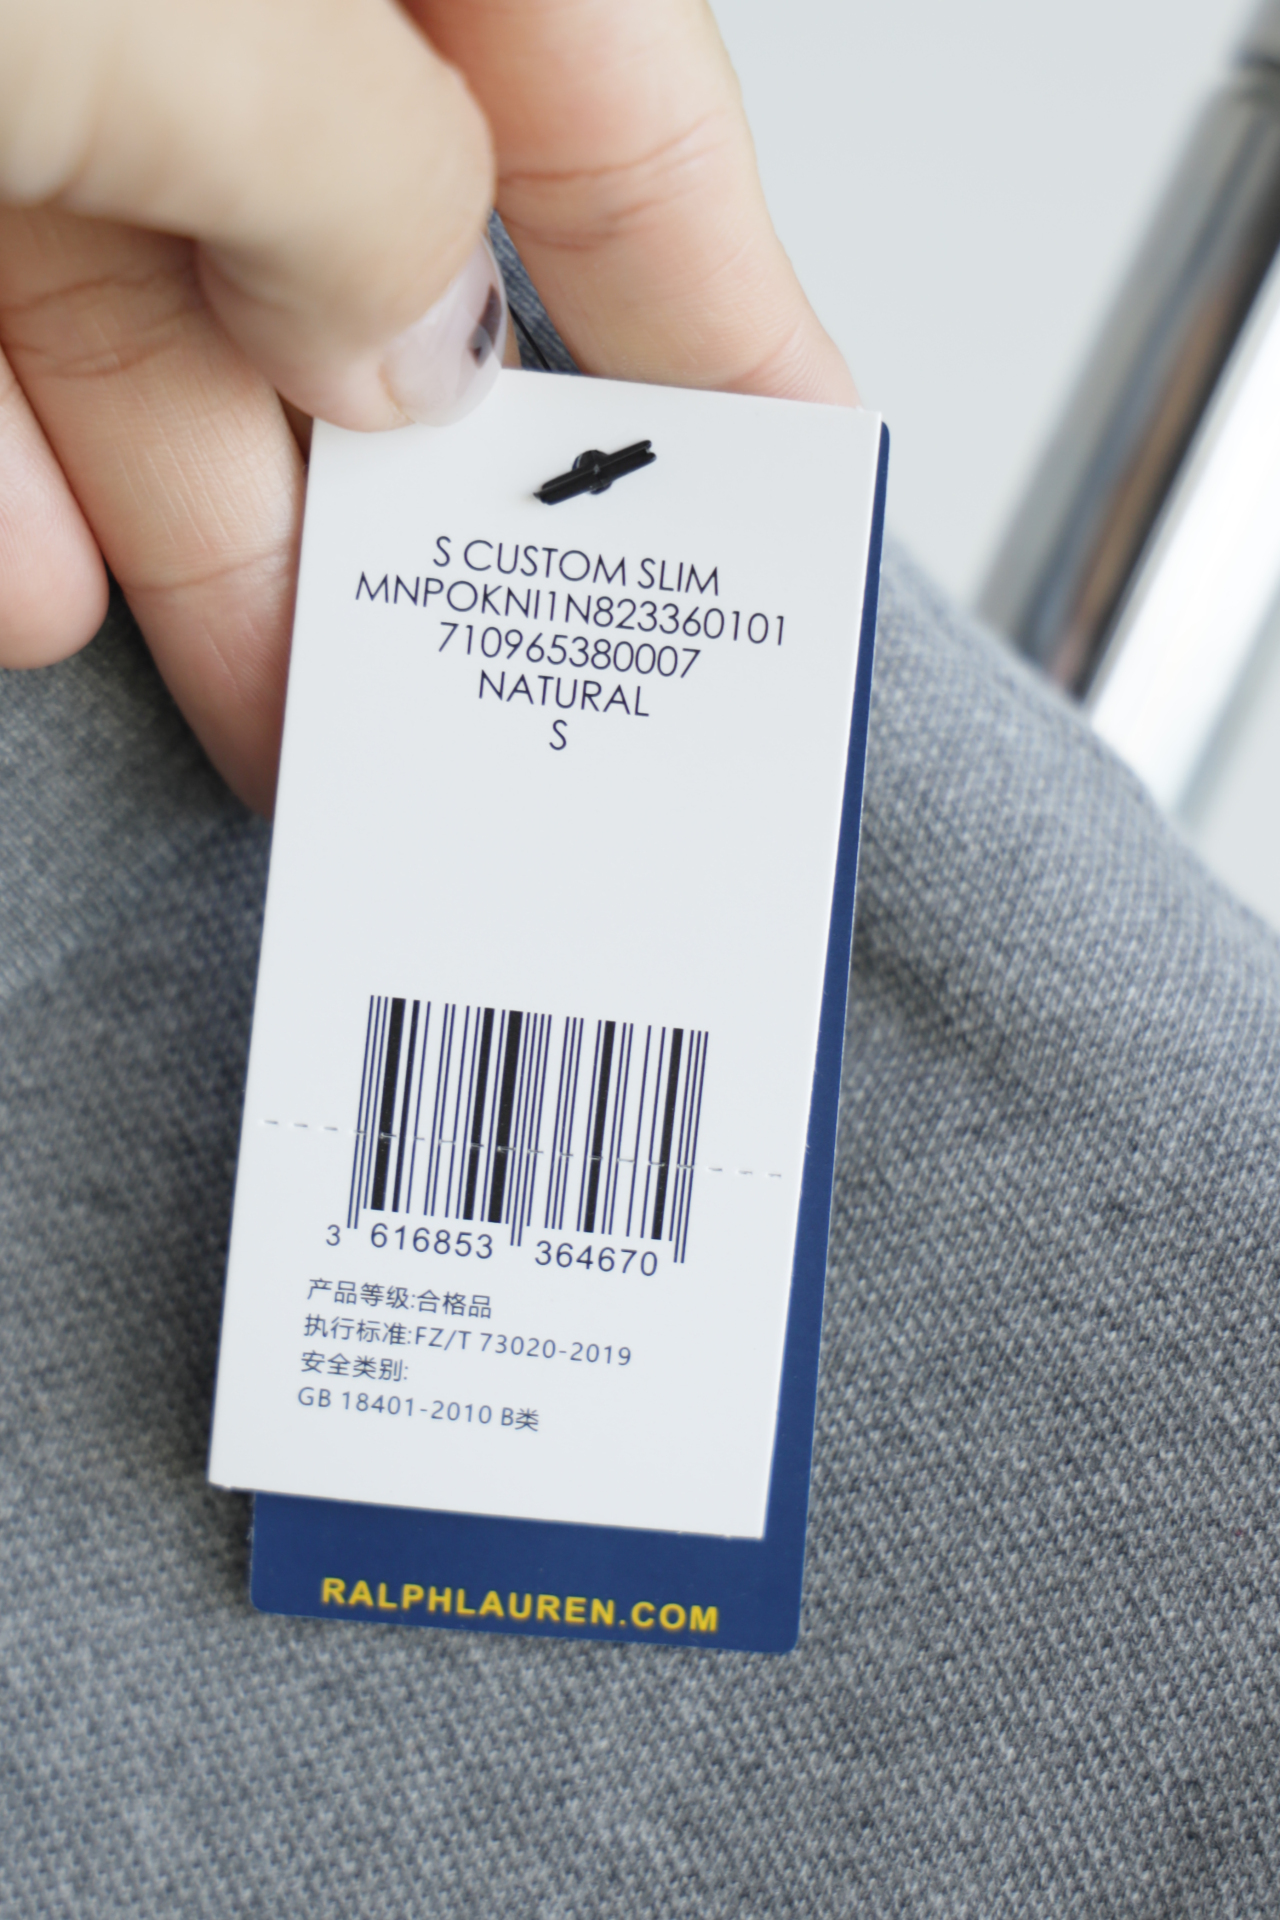 S CUSTOM SLIM
MNPOKNI1N823360101
710965380007
NATURAL
S
3 616853 364670
产品等级:合格品
执行标准:FZ/T 73020-2019
安全类别:
GB 18401-2010 B类
RALPHLAUREN.COM